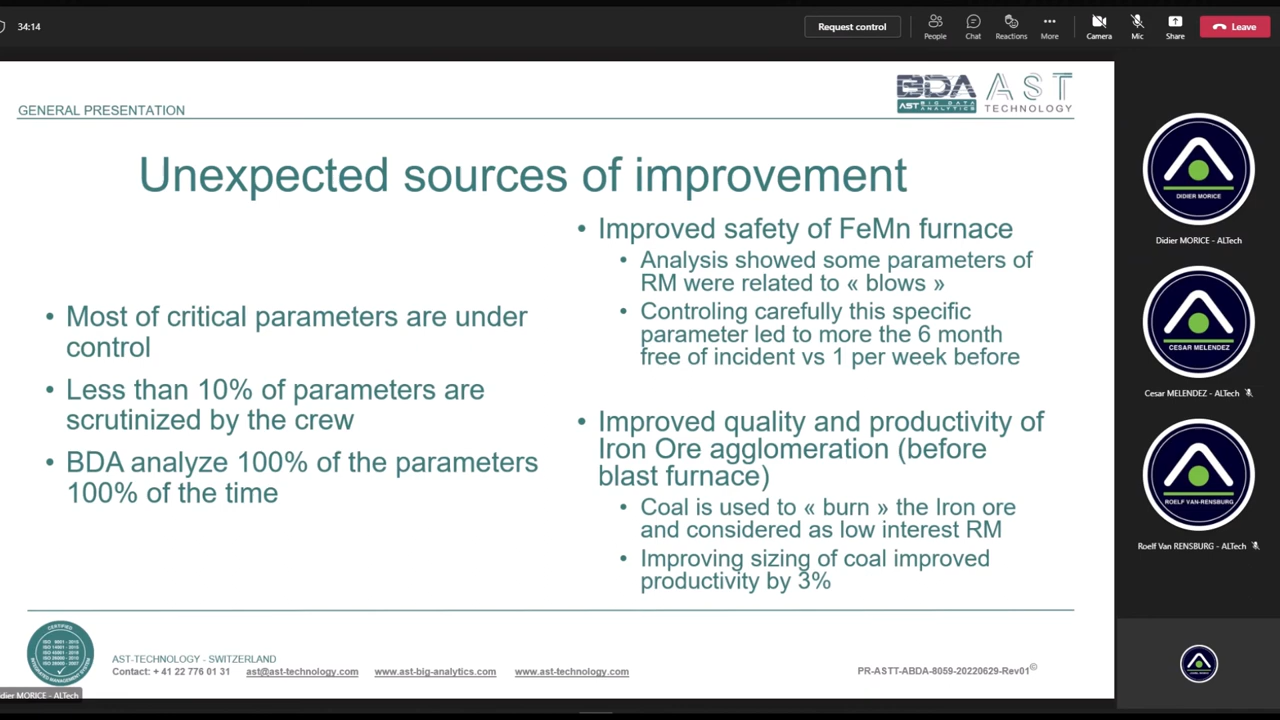 34:14
Request control
People
Chat
Reactions
More
Camera
Mic
Share
Leave
GENERAL PRESENTATION
BDA
AST BIG DATA
ANALYTICS
AST
TECHNOLOGY
Unexpected sources of improvement
• Most of critical parameters are under
control
• Less than 10% of parameters are
scrutinized by the crew
• BDA analyze 100% of the parameters
100% of the time
• Improved safety of FeMn furnace
• Analysis showed some parameters of
RM were related to « blows »
• Controling carefully this specific
parameter led to more the 6 month
free of incident vs 1 per week before
• Improved quality and productivity of
Iron Ore agglomeration (before
blast furnace)
• Coal is used to « burn » the Iron ore
and considered as low interest RM
• Improving sizing of coal improved
productivity by 3%
DIDIER MORICE
Didier MORICE - ALTech
CESAR MELENDEZ
Cesar MELENDEZ - ALTech
ROELF VAN-RENSBURG
Roelf Van RENSBURG - ALTech
CERTIFIED
AST-TECHNOLOGY - SWITZERLAND
Contact: + 41 22 776 01 31 ast@ast-technology.com www.ast-big-analytics.com www.ast-technology.com
PR-ASTT-ABDA-8059-20220629-Rev01©
dier MORICE - ALTech